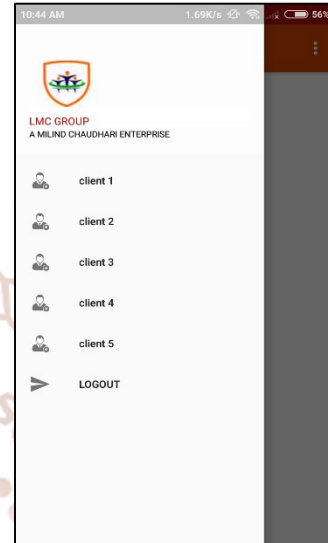 10:44 AM 1.69K/s 56%
LMC GROUP
A MILIND CHAUDHARI ENTERPRISE
client 1
client 2
client 3
client 4
client 5
LOGOUT